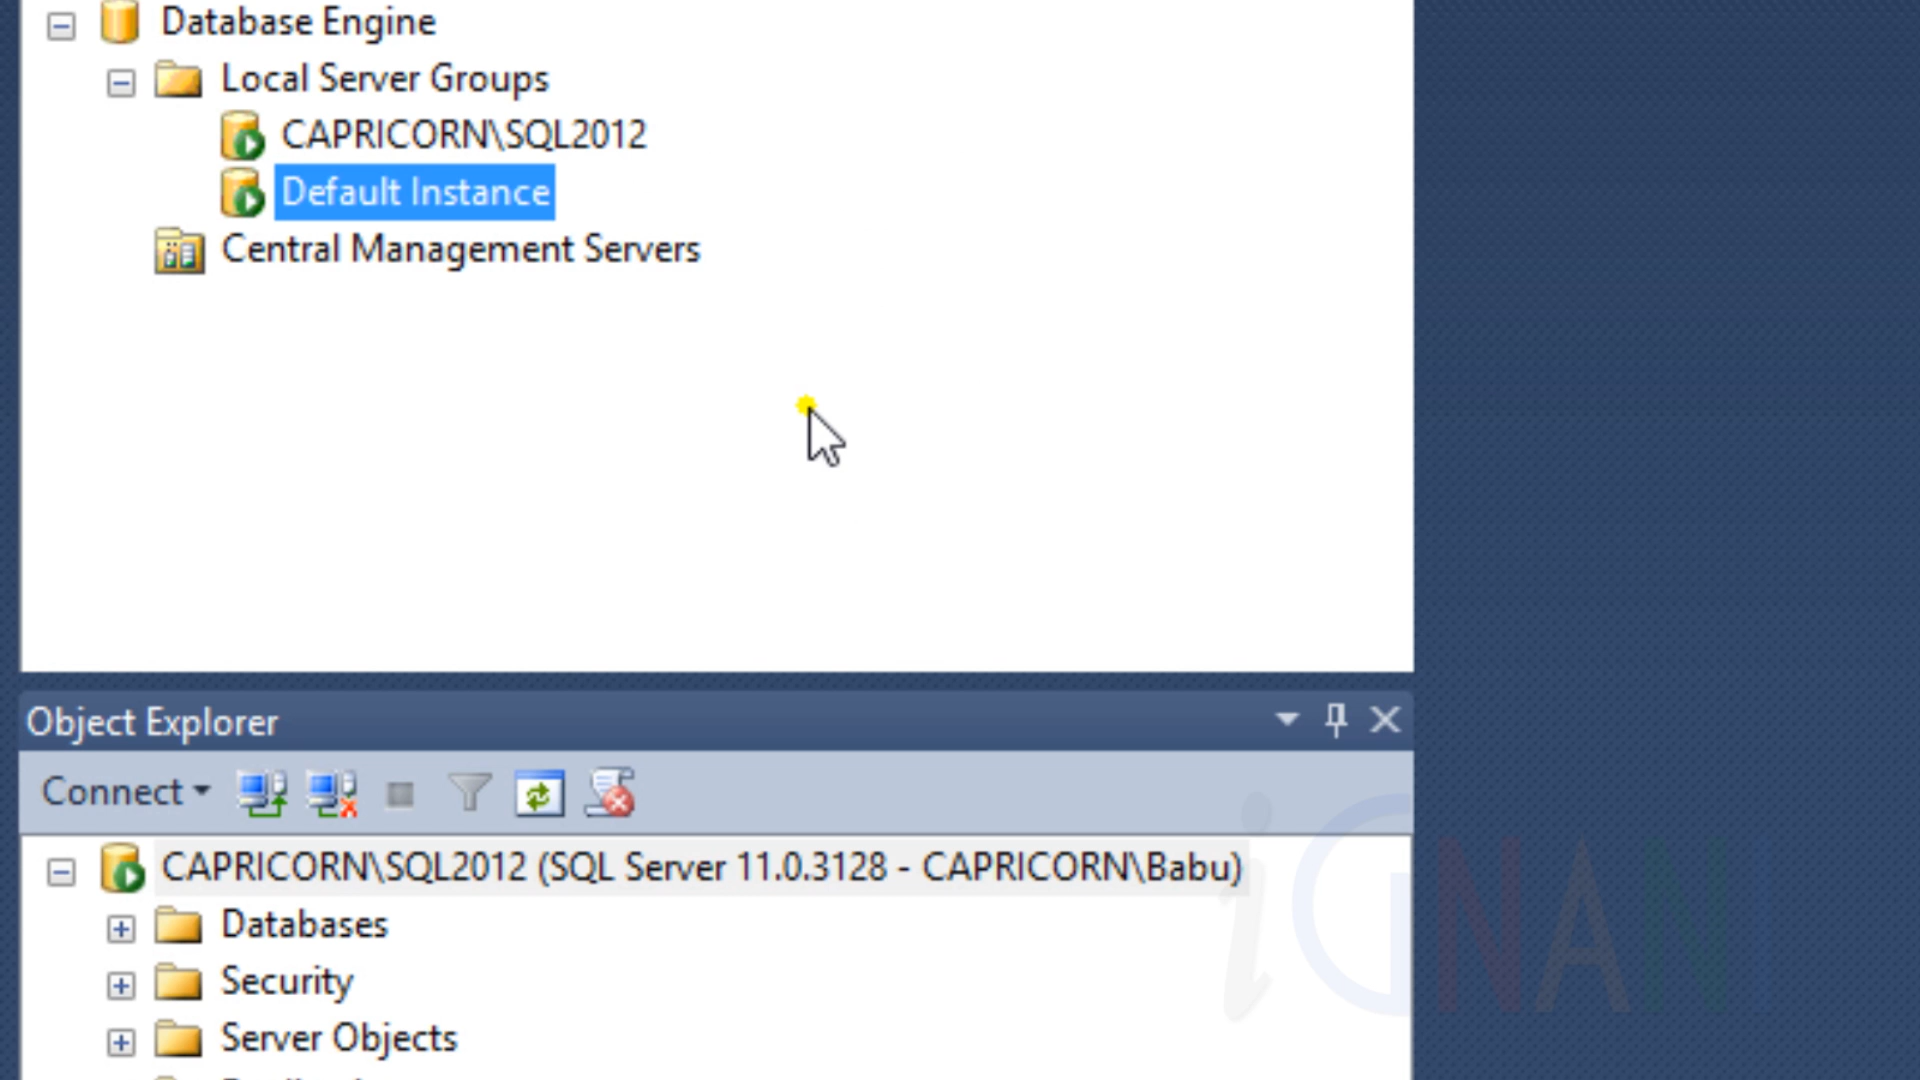 Database Engine
Local Server Groups
CAPRICORN\SQL2012
Default Instance
Central Management Servers
Object Explorer
Connect
CAPRICORN\SQL2012 (SQL Server 11.0.3128 - CAPRICORN\Babu)
Databases
Security
Server Objects
iGNANI